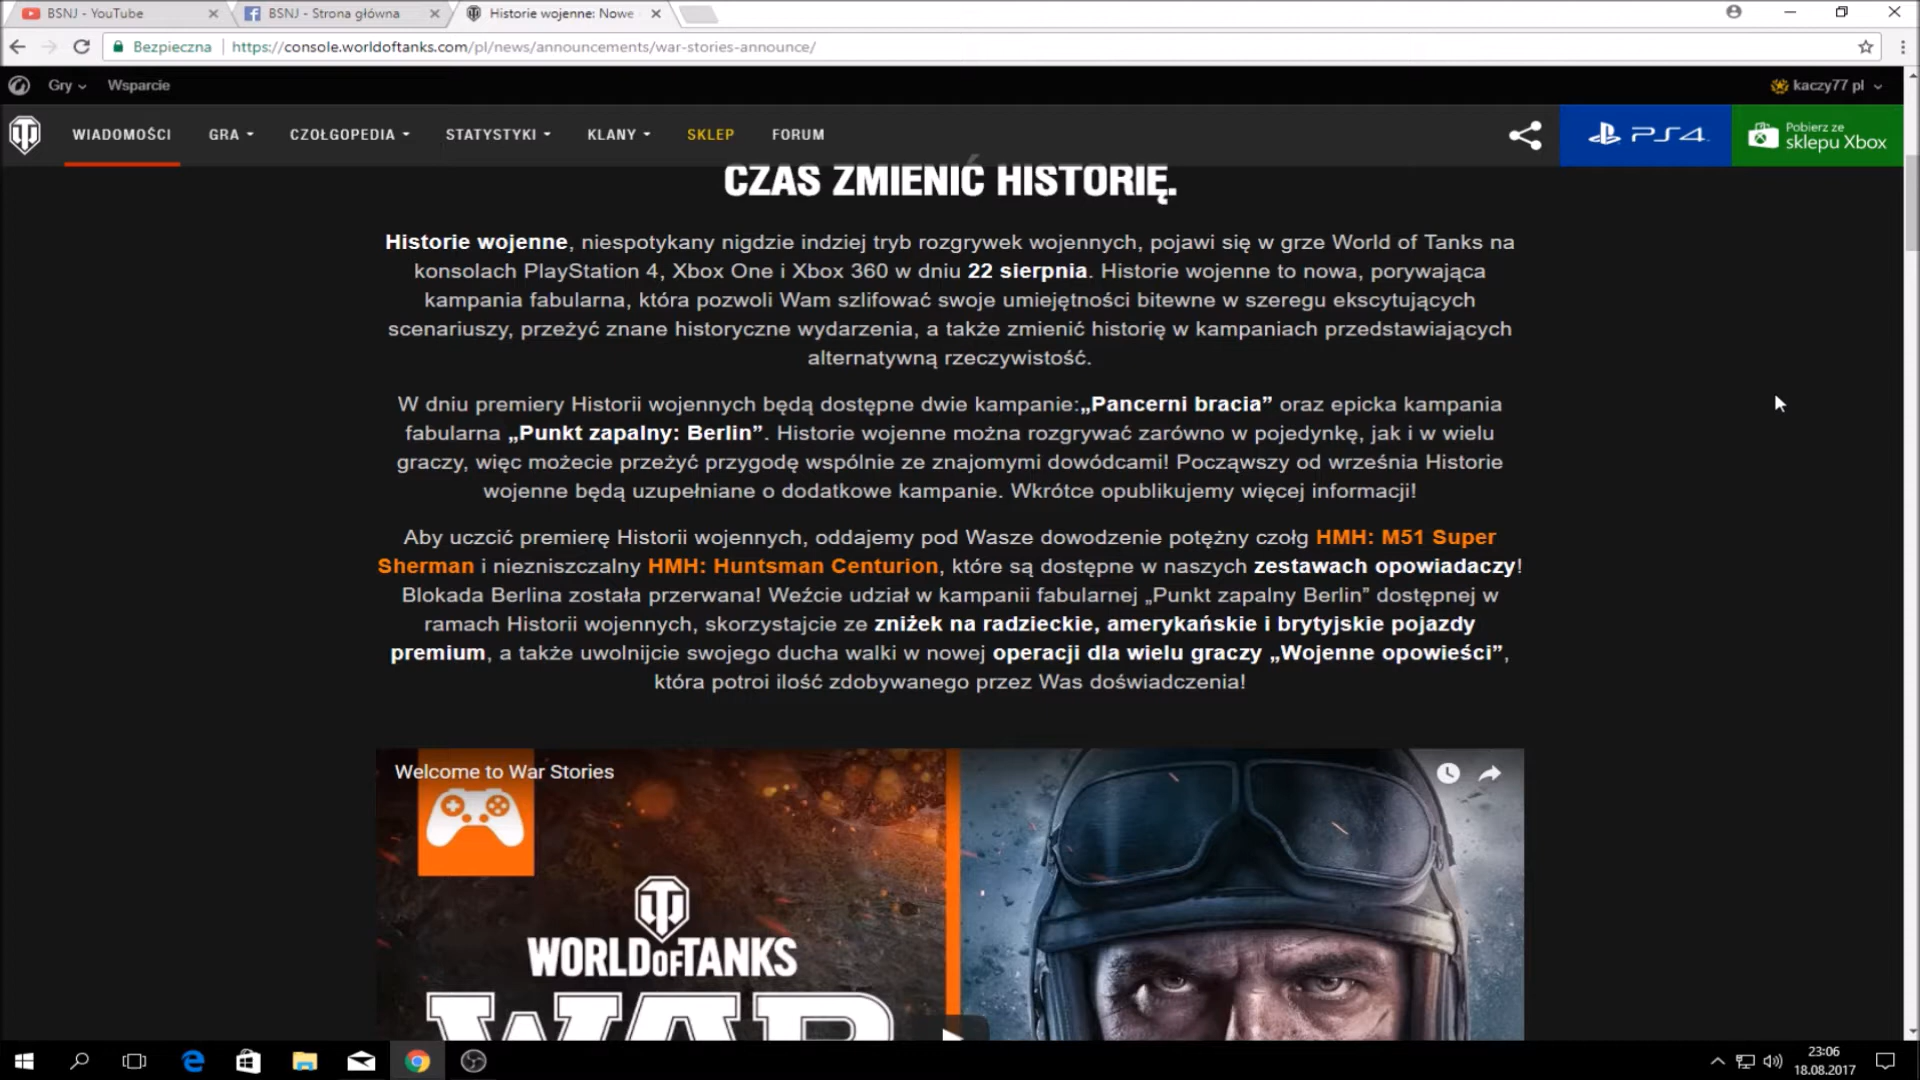 BSNJ - YouTube
BSNJ - Strona główna
Historie wojenne: Nowe
Bezpieczna
https://console.worldoftanks.com/pl/news/announcements/war-stories-announce/
Gry
Wsparcie
kaczy77 pl
WIADOMOŚCI
GRA
CZOŁGOPEDIA
STATYSTYKI
KLANY
SKLEP
FORUM
PS4
Pobierz ze
sklepu Xbox
CZAS ZMIENIĆ HISTORIĘ.
Historie wojenne, niespotykany nigdzie indziej tryb rozgrywek wojennych, pojawi się w grze World of Tanks na
konsolach PlayStation 4, Xbox One i Xbox 360 w dniu 22 sierpnia. Historie wojenne to nowa, porywająca
kampania fabularna, która pozwoli Wam szlifować swoje umiejętności bitewne w szeregu ekscytujących
scenariuszy, przeżyć znane historyczne wydarzenia, a także zmienić historię w kampaniach przedstawiających
alternatywną rzeczywistość.
W dniu premiery Historii wojennych będą dostępne dwie kampanie:„Pancerni bracia” oraz epicka kampania
fabularna „Punkt zapalny: Berlin”. Historie wojenne można rozgrywać zarówno w pojedynkę, jak i w wielu
graczy, więc możecie przeżyć przygodę wspólnie ze znajomymi dowódcami! Począwszy od września Historie
wojenne będą uzupełniane o dodatkowe kampanie. Wkrótce opublikujemy więcej informacji!
Aby uczcić premierę Historii wojennych, oddajemy pod Wasze dowodzenie potężny czołg HMH: M51 Super
Sherman i niezniszczalny HMH: Huntsman Centurion, które są dostępne w naszych zestawach opowiadaczy!
Blokada Berlina została przerwana! Weźcie udział w kampanii fabularnej „Punkt zapalny Berlin” dostępnej w
ramach Historii wojennych, skorzystajcie ze zniżek na radzieckie, amerykańskie i brytyjskie pojazdy
premium, a także uwolnijcie swojego ducha walki w nowej operacji dla wielu graczy „Wojenne opowieści”,
która potroi ilość zdobywanego przez Was doświadczenia!
Welcome to War Stories
WORLD OF TANKS
WAR
23:06
18.08.2017